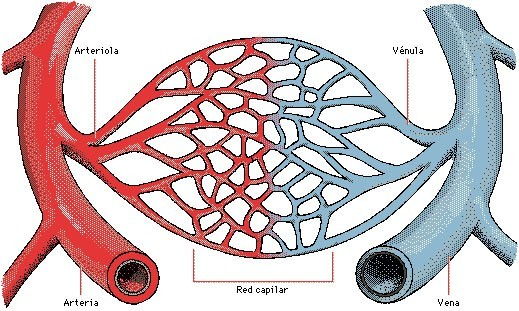 Arteriola
Vénula
Red capilar
Arteria
Vena